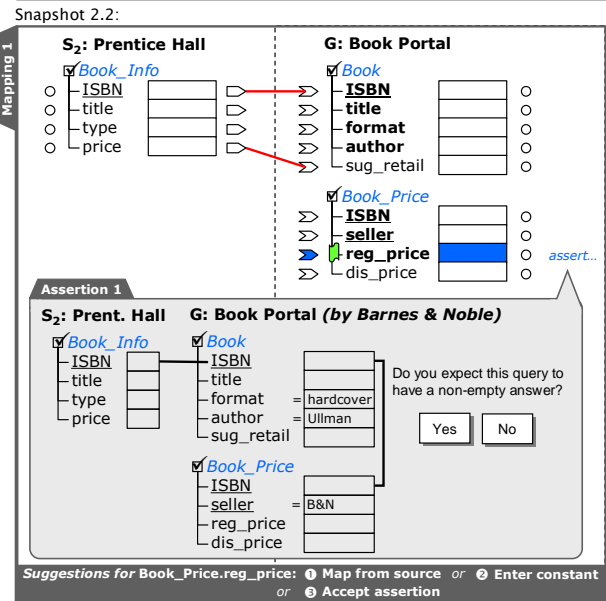 Snapshot 2.2:
Mapping 1
S2: Prentice Hall
Book_Info
ISBN
title
type
price
G: Book Portal
Book
ISBN
title
format
author
sug_retail
Book_Price
ISBN
seller
reg_price
dis_price
assert...
Assertion 1
S2: Prent. Hall
Book_Info
ISBN
title
type
price
G: Book Portal (by Barnes & Noble)
Book
ISBN
title
format = hardcover
author = Ullman
sug_retail
Book_Price
ISBN
seller = B&N
reg_price
dis_price
Do you expect this query to
have a non-empty answer?
Yes No
Suggestions for Book_Price.reg_price: ❶ Map from source or ❷ Enter constant
or ❸ Accept assertion